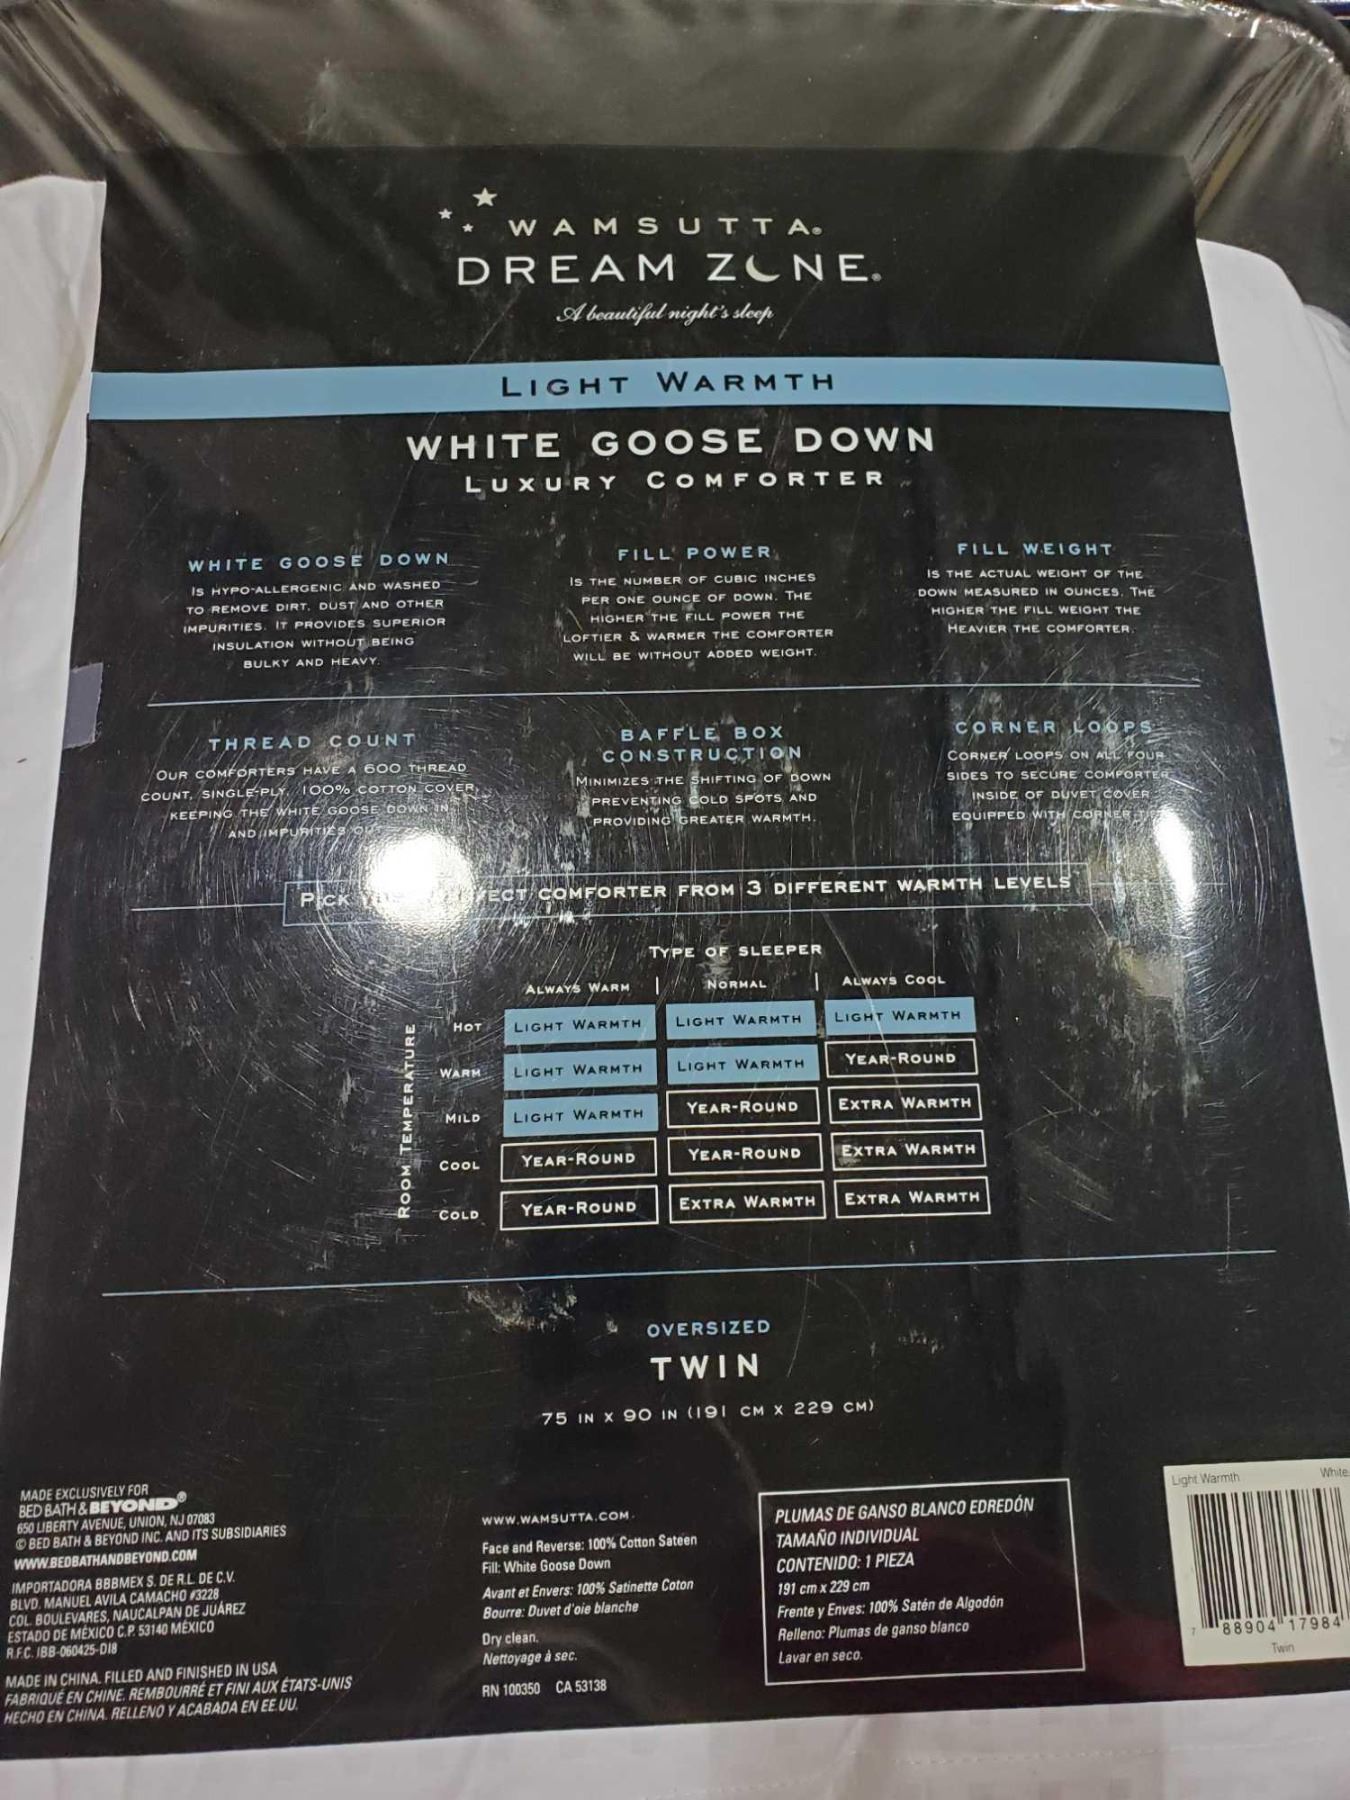 WAMSUTTA®
DREAM ZONE®
A beautiful night's sleep
LIGHT WARMTH
WHITE GOOSE DOWN
LUXURY COMFORTER
WHITE GOOSE DOWN
IS HYPO-ALLERGENIC AND WASHED
TO REMOVE DIRT, DUST AND OTHER
IMPURITIES. IT PROVIDES SUPERIOR
INSULATION WITHOUT BEING
BULKY AND HEAVY.
FILL POWER
IS THE NUMBER OF CUBIC INCHES
PER ONE OUNCE OF DOWN. THE
HIGHER THE FILL POWER THE
LOFTIER & WARMER THE COMFORTER
WILL BE WITHOUT ADDED WEIGHT.
FILL WEIGHT
IS THE ACTUAL WEIGHT OF THE
DOWN MEASURED IN OUNCES. THE
HIGHER THE FILL WEIGHT THE
HEAVIER THE COMFORTER.
THREAD COUNT
OUR COMFORTERS HAVE A 600 THREAD
COUNT, SINGLE-PLY, 100% COTTON COVER
KEEPING THE WHITE GOOSE DOWN IN
AND IMPURITIES
BAFFLE BOX
CONSTRUCTION
MINIMIZES THE SHIFTING OF DOWN
PREVENTING COLD SPOTS AND
PROVIDING GREATER WARMTH.
CORNER LOOPS
CORNER LOOPS ON ALL FOUR
SIDES TO SECURE COMFORTER
INSIDE OF DUVET COVER
EQUIPPED WITH CORNER
PICK COMFORTER FROM 3 DIFFERENT WARMTH LEVELS
TYPE OF SLEEPER
ALWAYS WARM | NORMAL | ALWAYS COOL
ROOM TEMPERATURE
HOT LIGHT WARMTH LIGHT WARMTH LIGHT WARMTH
WARM LIGHT WARMTH LIGHT WARMTH YEAR-ROUND
MILD LIGHT WARMTH YEAR-ROUND EXTRA WARMTH
COOL YEAR-ROUND YEAR-ROUND EXTRA WARMTH
COLD YEAR-ROUND EXTRA WARMTH EXTRA WARMTH
OVERSIZED
TWIN
75 IN X 90 IN (191 CM X 229 CM)
MADE EXCLUSIVELY FOR
BED BATH & BEYOND®
650 LIBERTY AVENUE, UNION, NJ 07083
© BED BATH & BEYOND INC. AND ITS SUBSIDIARIES
WWW.BEDBATHANDBEYOND.COM
IMPORTADORA BBBMEX S. DE R.L. DE C.V.
BLVD. MANUEL AVILA CAMACHO #3228
COL. BOULEVARES, NAUCALPAN DE JUÁREZ
ESTADO DE MÉXICO C.P. 53140 MÉXICO
R.F.C. IBB-060425-DI8
MADE IN CHINA. FILLED AND FINISHED IN USA
FABRIQUÉ EN CHINE. REMBOURRÉ ET FINI AUX ÉTATS-UNIS
HECHO EN CHINA. RELLENO Y ACABADA EN EE.UU.
WWW.WAMSUTTA.COM
Face and Reverse: 100% Cotton Sateen
Fill: White Goose Down
Avant et Envers: 100% Satinette Coton
Bourre: Duvet d'oie blanche
Dry clean.
Nettoyage à sec.
RN 100350 CA 53138
PLUMAS DE GANSO BLANCO EDREDÓN
TAMAÑO INDIVIDUAL
CONTENIDO: 1 PIEZA
191 cm x 229 cm
Frente y Enves: 100% Satén de Algodón
Relleno: Plumas de ganso blanco
Lavar en seco.
Light Warmth White
7 88904 17984
Twin